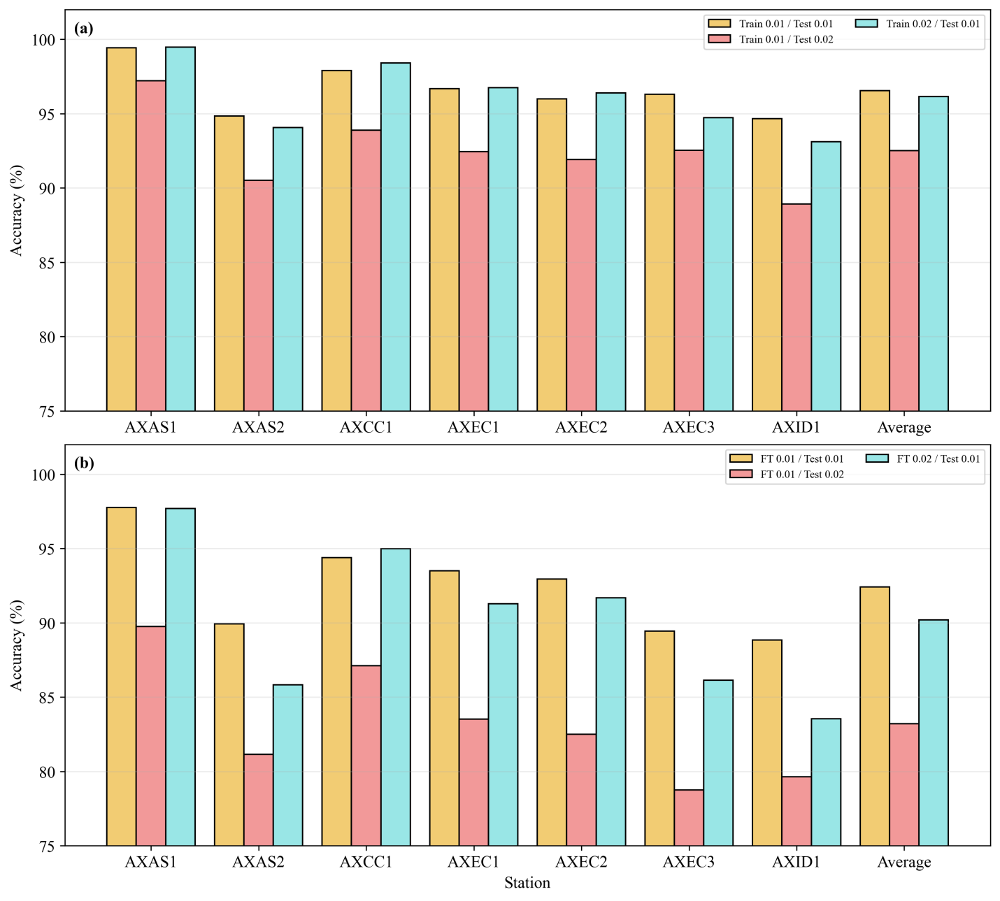 (a)
Train 0.01 / Test 0.01
Train 0.02 / Test 0.01
Train 0.01 / Test 0.02
100
95
90
85
80
75
Accuracy (%)
AXAS1 AXAS2 AXCC1 AXEC1 AXEC2 AXEC3 AXID1 Average
(b)
FT 0.01 / Test 0.01
FT 0.02 / Test 0.01
FT 0.01 / Test 0.02
100
95
90
85
80
75
Accuracy (%)
AXAS1 AXAS2 AXCC1 AXEC1 AXEC2 AXEC3 AXID1 Average
Station